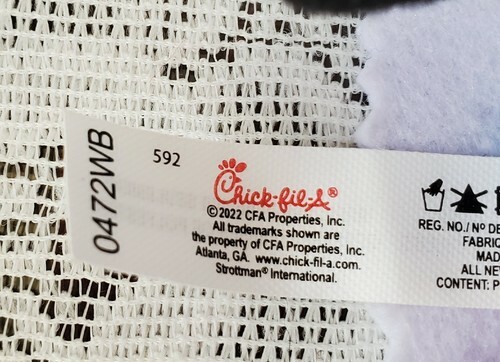 0472WB
592
Chick-fil-A®
©2022 CFA Properties, Inc.
All trademarks shown are
the property of CFA Properties, Inc.
Atlanta, GA. www.chick-fil-a.com.
Strottman® International.
REG. NO./ Nº DE
FABRIC
MAD
ALL NE
CONTENT: P